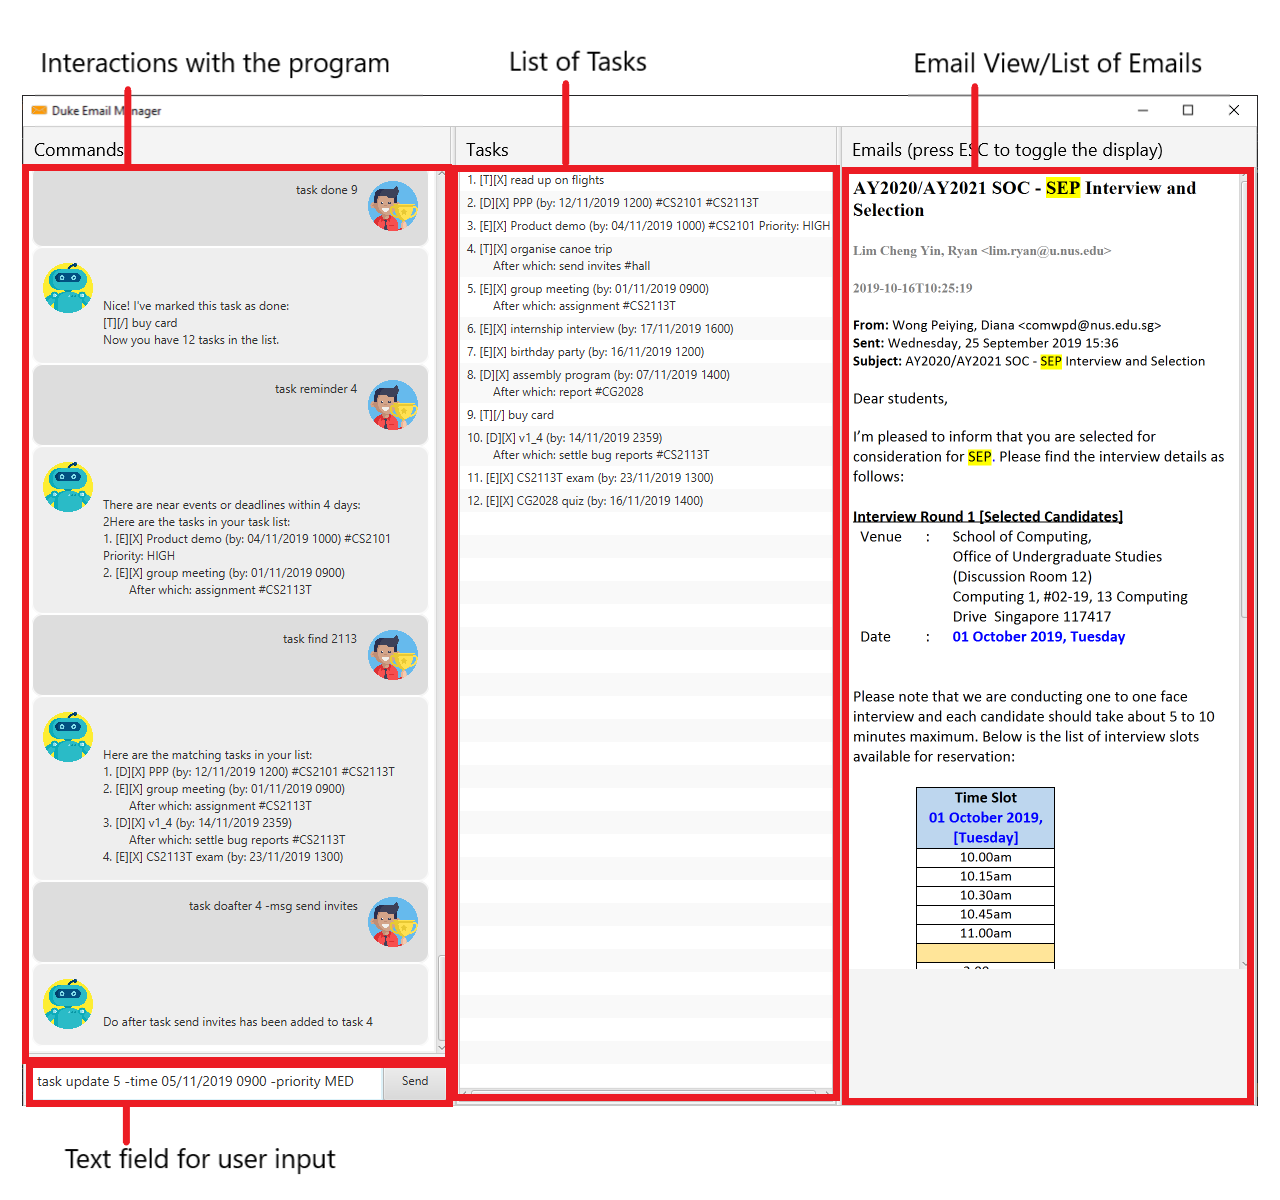 Interactions with the program
List of Tasks
Email View/List of Emails
Duke Email Manager
Commands
task done 9
Nice! I've marked this task as done:
[T][/] buy card
Now you have 12 tasks in the list.
task reminder 4
There are near events or deadlines within 4 days:
2Here are the tasks in your task list:
1. [E][X] Product demo (by: 04/11/2019 1000) #CS2101
Priority: HIGH
2. [E][X] group meeting (by: 01/11/2019 0900)
After which: assignment #CS2113T
task find 2113
Here are the matching tasks in your list:
1. [D][X] PPP (by: 12/11/2019 1200) #CS2101 #CS2113T
2. [E][X] group meeting (by: 01/11/2019 0900)
After which: assignment #CS2113T
3. [D][X] v1_4 (by: 14/11/2019 2359)
After which: settle bug reports #CS2113T
4. [E][X] CS2113T exam (by: 23/11/2019 1300)
task doafter 4 -msg send invites
Do after task send invites has been added to task 4
task update 5 -time 05/11/2019 0900 -priority MED
Send
Text field for user input
Tasks
1. [T][X] read up on flights
2. [D][X] PPP (by: 12/11/2019 1200) #CS2101 #CS2113T
3. [E][X] Product demo (by: 04/11/2019 1000) #CS2101 Priority: HIGH
4. [T][X] organise canoe trip
After which: send invites #hall
5. [E][X] group meeting (by: 01/11/2019 0900)
After which: assignment #CS2113T
6. [E][X] internship interview (by: 17/11/2019 1600)
7. [E][X] birthday party (by: 16/11/2019 1200)
8. [D][X] assembly program (by: 07/11/2019 1400)
After which: report #CG2028
9. [T][/] buy card
10. [D][X] v1_4 (by: 14/11/2019 2359)
After which: settle bug reports #CS2113T
11. [E][X] CS2113T exam (by: 23/11/2019 1300)
12. [E][X] CG2028 quiz (by: 16/11/2019 1400)
Emails (press ESC to toggle the display)
AY2020/AY2021 SOC - SEP Interview and
Selection
Lim Cheng Yin, Ryan <lim.ryan@u.nus.edu>
2019-10-16T10:25:19
From: Wong Peiying, Diana <comwpd@nus.edu.sg>
Sent: Wednesday, 25 September 2019 15:36
Subject: AY2020/AY2021 SOC - SEP Interview and Selection
Dear students,
I'm pleased to inform that you are selected for
consideration for SEP. Please find the interview details as
follows:
Interview Round 1 [Selected Candidates]
Venue : School of Computing,
Office of Undergraduate Studies
(Discussion Room 12)
Computing 1, #02-19, 13 Computing
Drive Singapore 117417
Date : 01 October 2019, Tuesday
Please note that we are conducting one to one face
interview and each candidate should take about 5 to 10
minutes maximum. Below is the list of interview slots
available for reservation:
Time Slot
01 October 2019,
[Tuesday]
10.00am
10.15am
10.30am
10.45am
11.00am